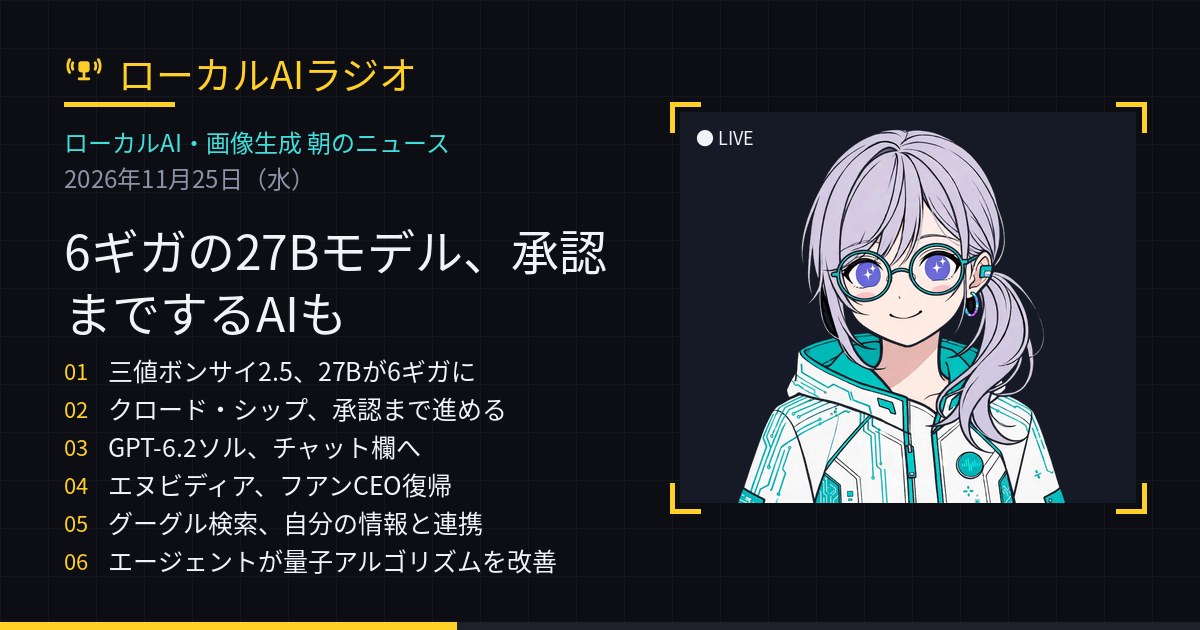 ローカルAIラジオ
ローカルAI・画像生成 朝のニュース
2026年11月25日（水）
6ギガの27Bモデル、承認
までするAIも
01 三値ボンサイ2.5、27Bが6ギガに
02 クロード・シップ、承認まで進める
03 GPT-6.2ソル、チャット欄へ
04 エヌビディア、フアンCEO復帰
05 グーグル検索、自分の情報と連携
06 エージェントが量子アルゴリズムを改善
LIVE